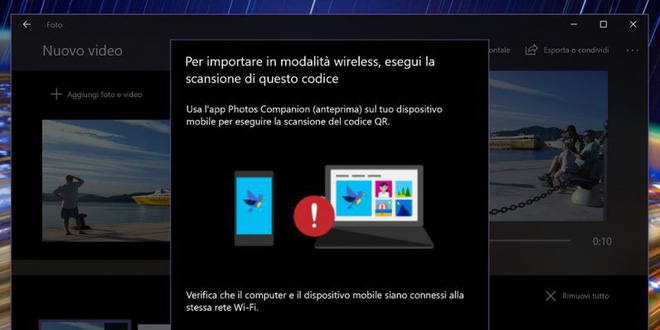 Foto
Nuovo video
ontale
Esporta o condividi
Aggiungi foto e video
Per importare in modalità wireless, esegui la
scansione di questo codice
Usa l'app Photos Companion (anteprima) sul tuo dispositivo
mobile per eseguire la scansione del codice QR.
0:10
Verifica che il computer e il dispositivo mobile siano connessi alla
stessa rete Wi-Fi.
Rimuovi tutto